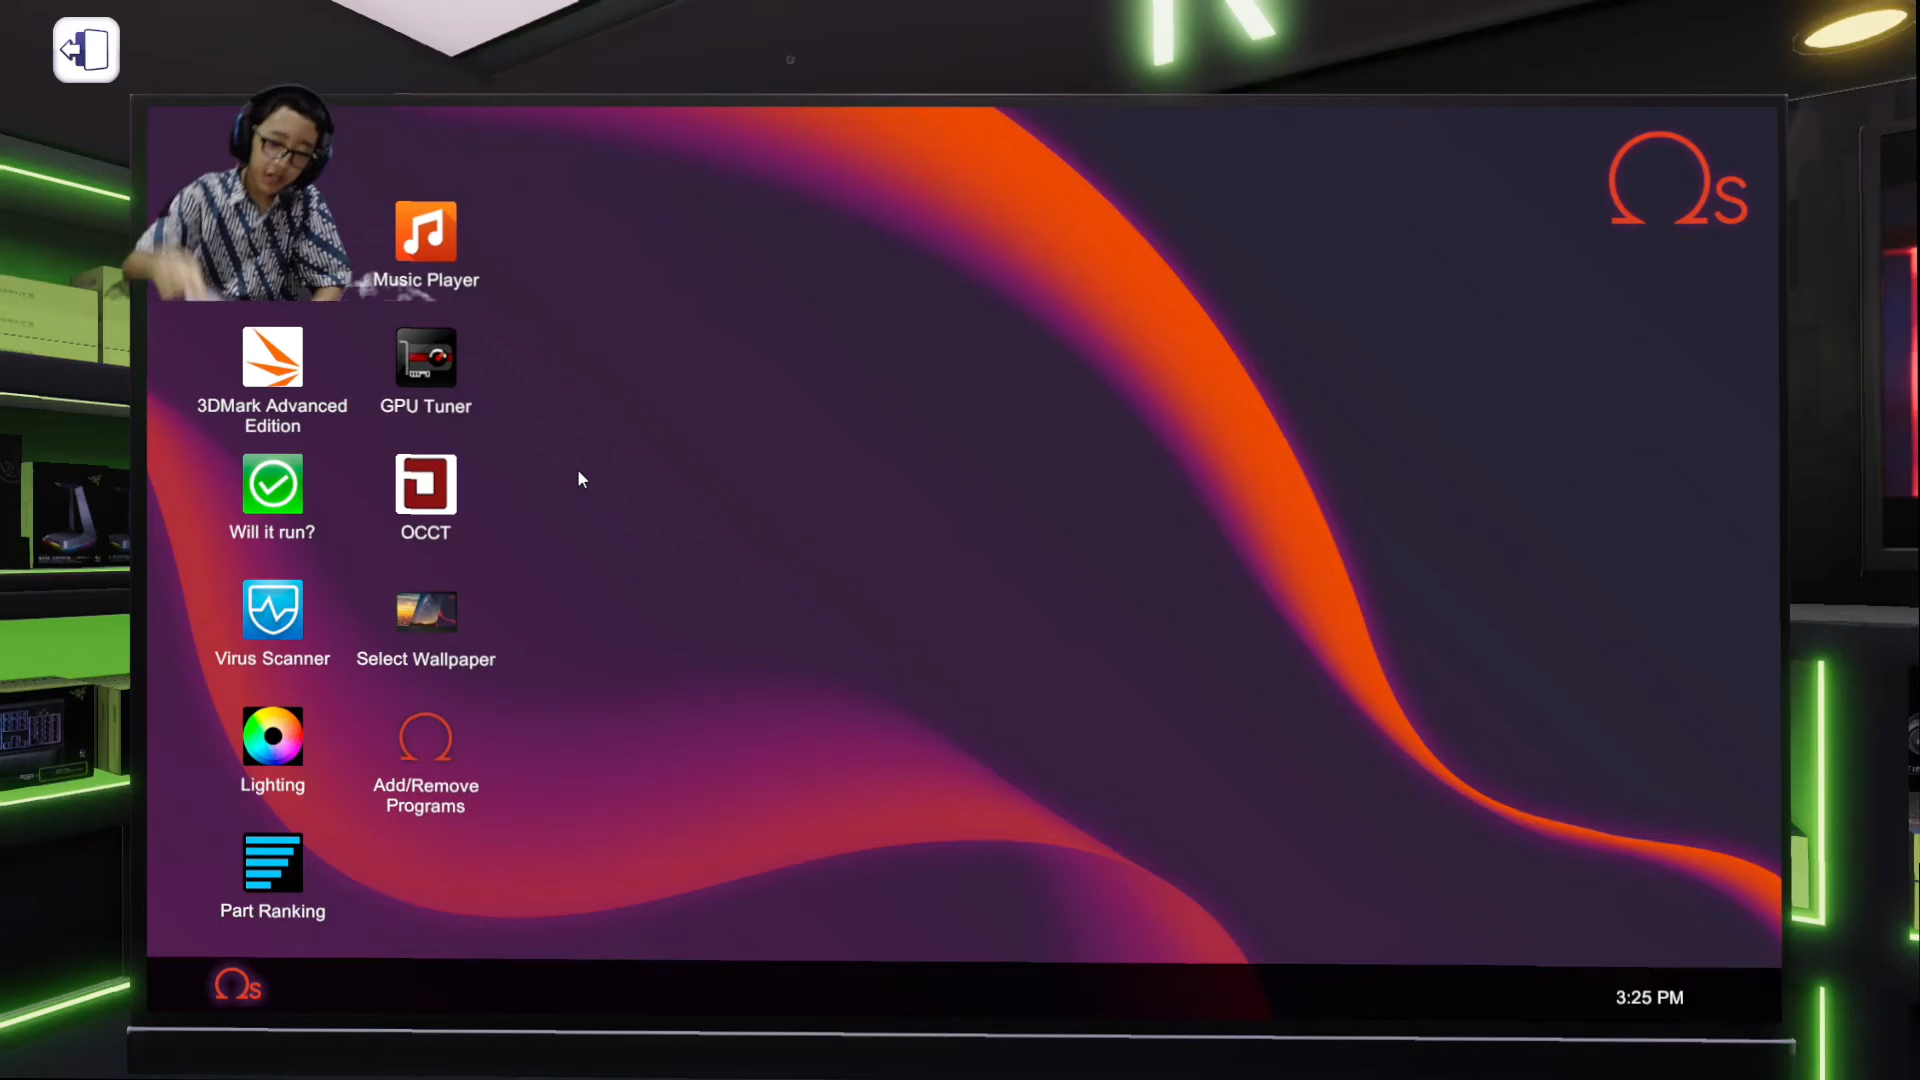 Ωs
Music Player
3DMark Advanced
Edition
GPU Tuner
Will it run?
OCCT
Virus Scanner
Select Wallpaper
Lighting
Add/Remove
Programs
Part Ranking
Ωs
3:25 PM